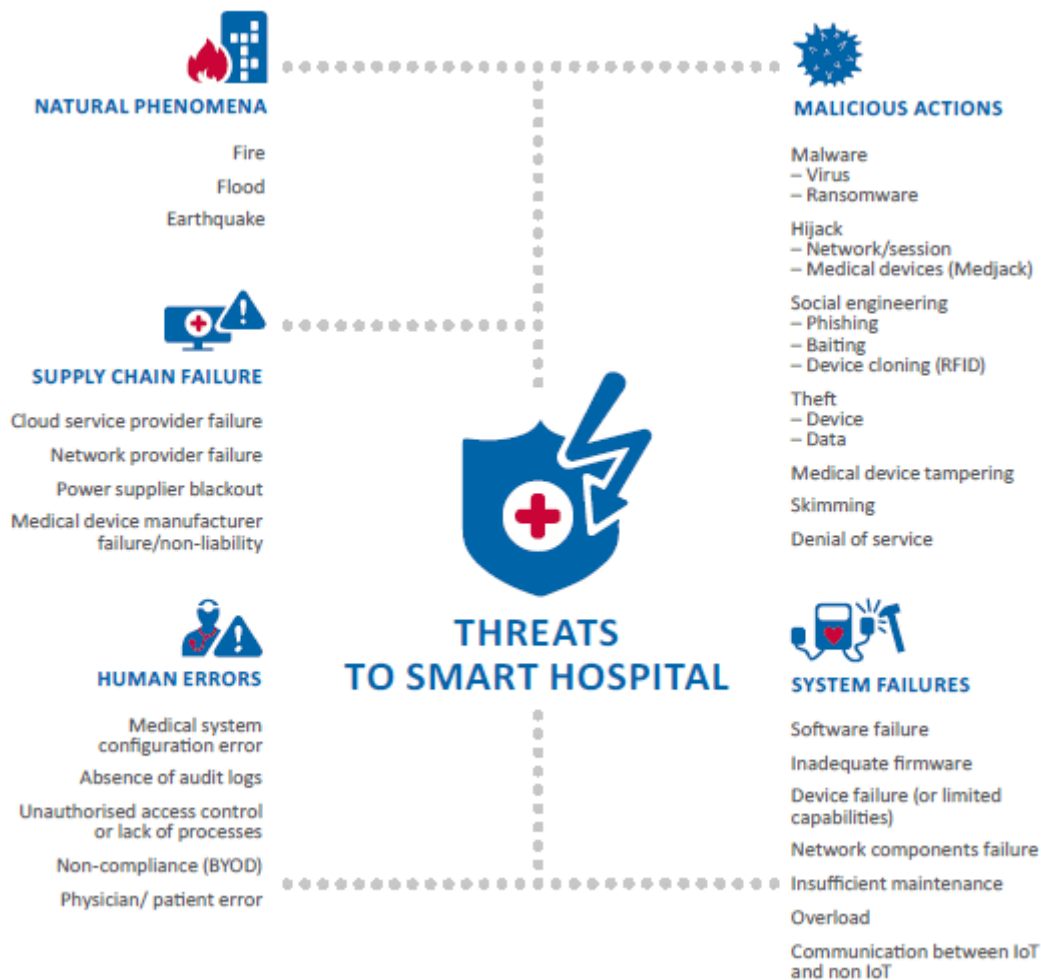 NATURAL PHENOMENA
Fire
Flood
Earthquake
SUPPLY CHAIN FAILURE
Cloud service provider failure
Network provider failure
Power supplier blackout
Medical device manufacturer
failure/non-liability
HUMAN ERRORS
Medical system
configuration error
Absence of audit logs
Unauthorised access control
or lack of processes
Non-compliance (BYOD)
Physician/ patient error
THREATS
TO SMART HOSPITAL
MALICIOUS ACTIONS
Malware
– Virus
– Ransomware
Hijack
– Network/session
– Medical devices (Medjack)
Social engineering
– Phishing
– Baiting
– Device cloning (RFID)
Theft
– Device
– Data
Medical device tampering
Skimming
Denial of service
SYSTEM FAILURES
Software failure
Inadequate firmware
Device failure (or limited
capabilities)
Network components failure
Insufficient maintenance
Overload
Communication between IoT
and non IoT